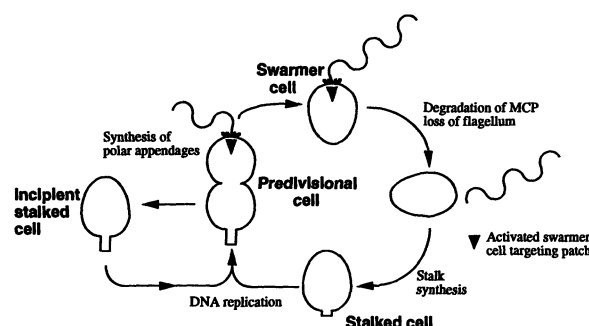 Swarmer
cell
Degradation of MCP
loss of flagellum
Synthesis of
polar appendages
Predivisional
cell
Incipient
stalked
cell
Activated swarmer
cell targeting patch
Stalk
synthesis
DNA replication
Stalked cell